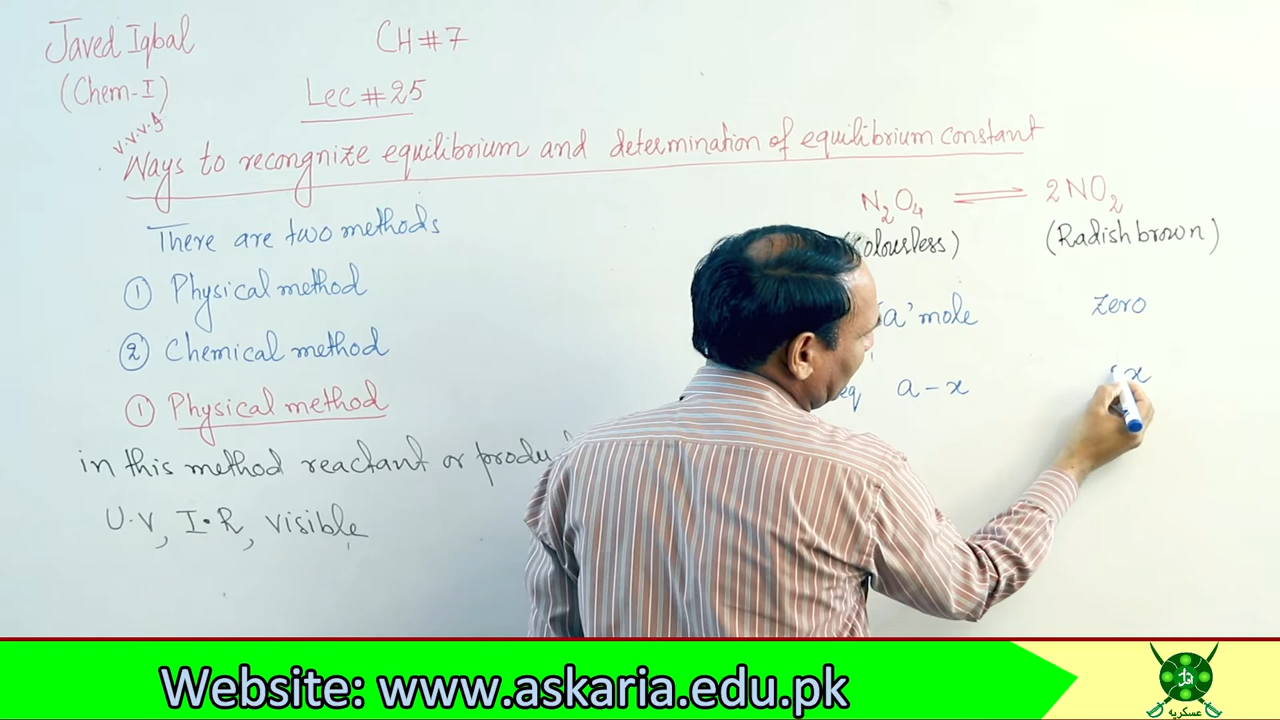 Javed Iqbal
(Chem-I)
CH # 7
Lec # 25
v.v.v.
Ways to recongnize equilibrium and determination of equilibrium constant
There are two methods
① Physical method
② Chemical method
① Physical method
in this method reactant or produ
U.V, I.R, visible
N₂O₄ ⇌ 2NO₂
Colousless) (Radish brown)
'a' mole zero
eq a - x x
Website: www.askaria.edu.pk
عسکریہ